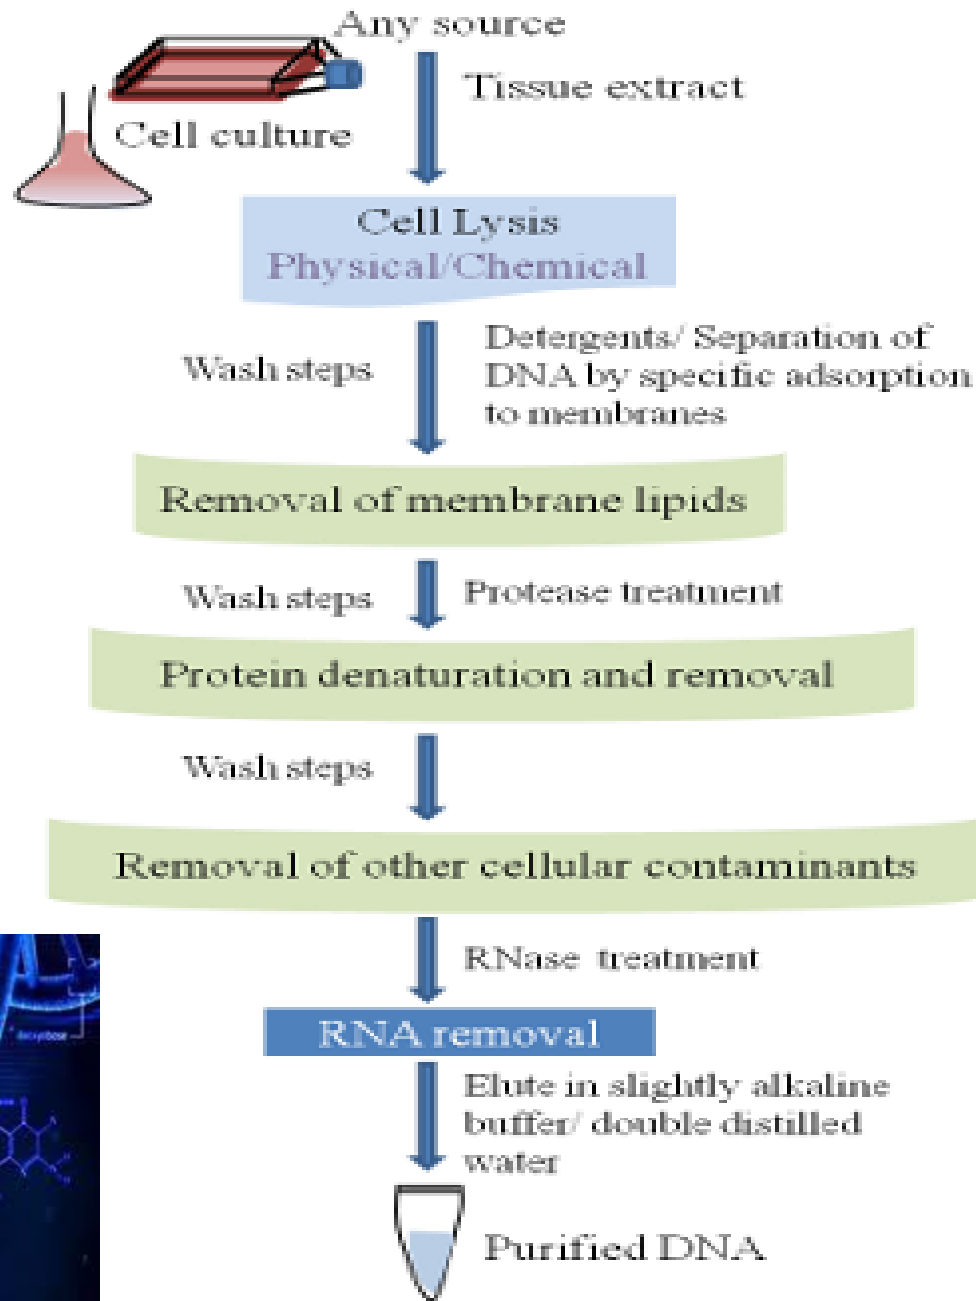 Any source
Tissue extract
Cell culture
Cell Lysis
Physical/Chemical
Wash steps
Detergents/ Separation of
DNA by specific adsorption
to membranes
Removal of membrane lipids
Wash steps
Protease treatment
Protein denaturation and removal
Wash steps
Removal of other cellular contaminants
RNase treatment
deoxyribose
RNA removal
Elute in slightly alkaline
buffer/ double distilled
water
Purified DNA